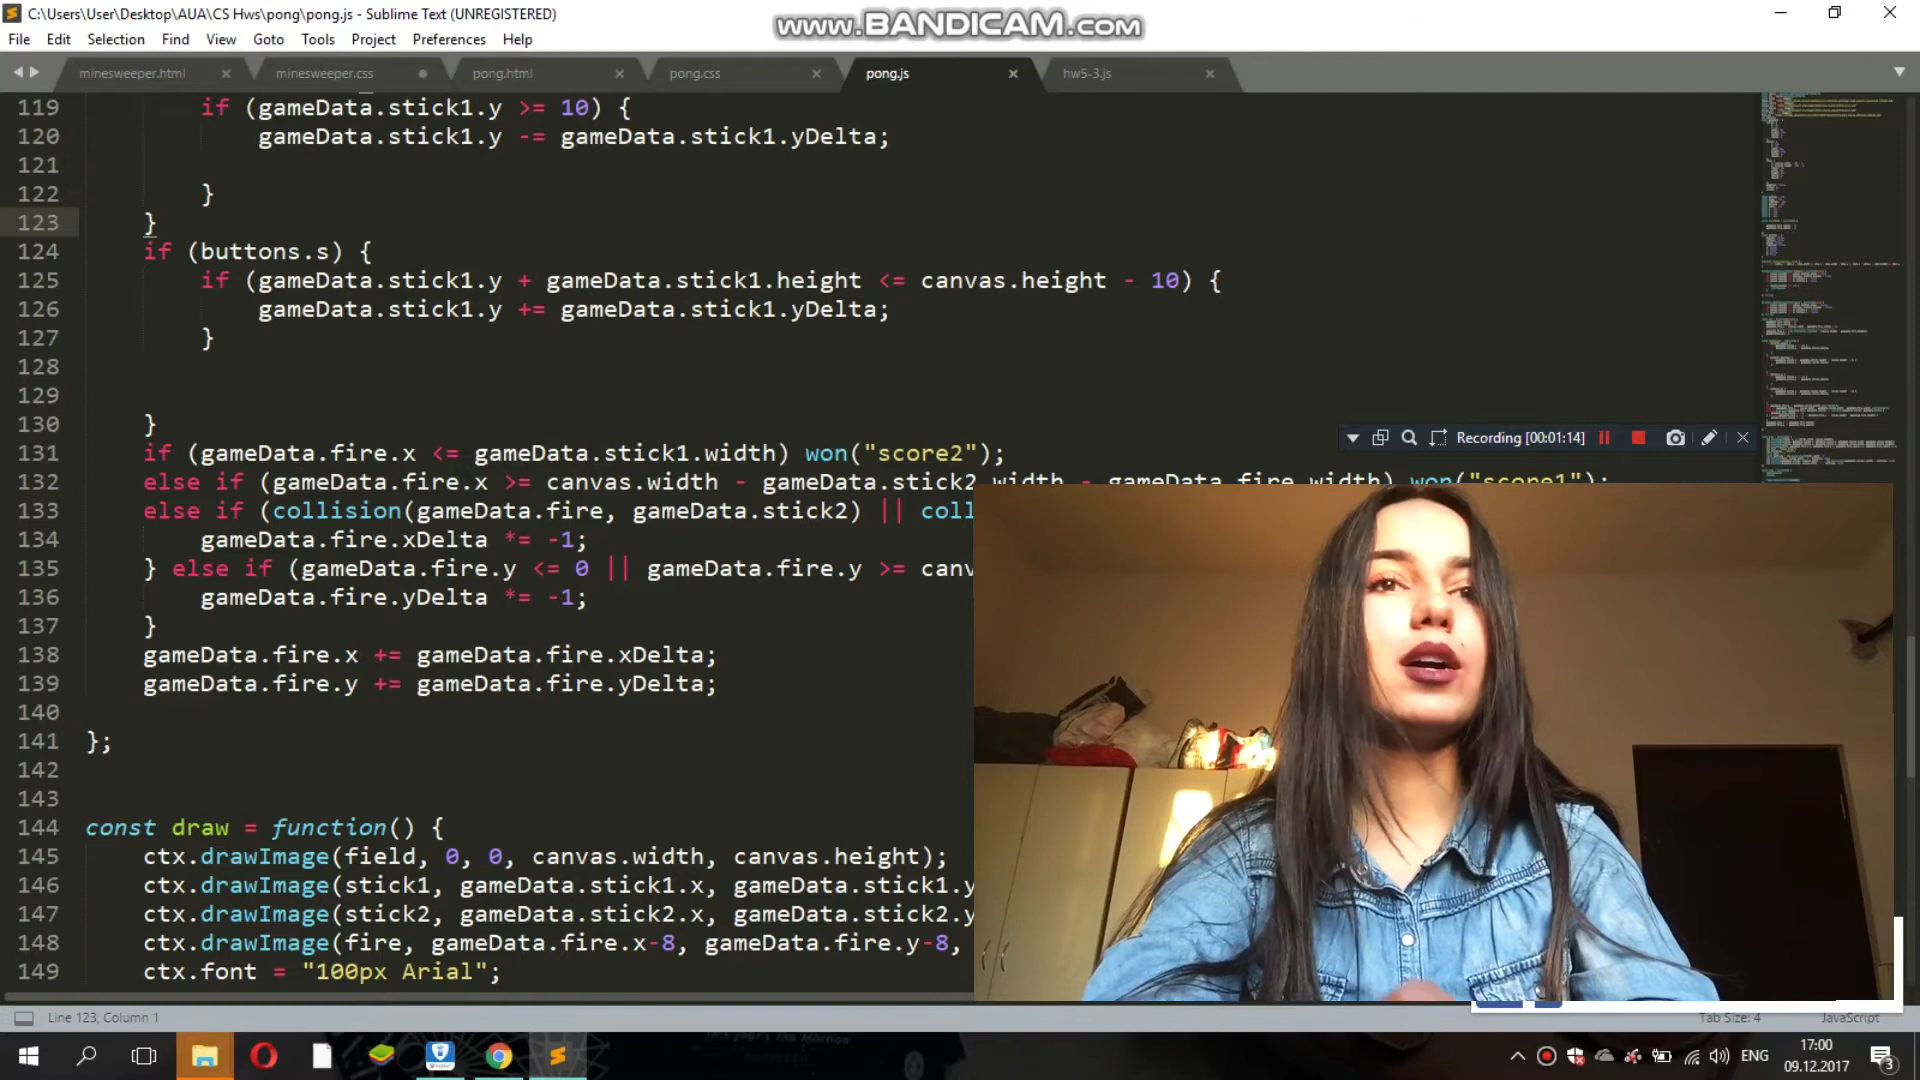 C:\Users\User\Desktop\AUA\CS Hws\pong\pong.js - Sublime Text (UNREGISTERED)
www.BANDICAM.com
File Edit Selection Find View Goto Tools Project Preferences Help
minesweeper.html minesweeper.css pong.html pong.css pong.js hw5-3.js
119 if (gameData.stick1.y >= 10) {
120 gameData.stick1.y -= gameData.stick1.yDelta;
121
122 }
123 }
124 if (buttons.s) {
125 if (gameData.stick1.y + gameData.stick1.height <= canvas.height - 10) {
126 gameData.stick1.y += gameData.stick1.yDelta;
127 }
128
129
130 }
Recording [00:01:14]
131 if (gameData.fire.x <= gameData.stick1.width) won("score2");
132 else if (gameData.fire.x >= canvas.width - gameData.stick2.width - gameData.fire.width) won("score1");
133 else if (collision(gameData.fire, gameData.stick2) || coll
134 gameData.fire.xDelta *= -1;
135 } else if (gameData.fire.y <= 0 || gameData.fire.y >= canv
136 gameData.fire.yDelta *= -1;
137 }
138 gameData.fire.x += gameData.fire.xDelta;
139 gameData.fire.y += gameData.fire.yDelta;
140
141 };
142
143
144 const draw = function() {
145 ctx.drawImage(field, 0, 0, canvas.width, canvas.height);
146 ctx.drawImage(stick1, gameData.stick1.x, gameData.stick1.y
147 ctx.drawImage(stick2, gameData.stick2.x, gameData.stick2.y
148 ctx.drawImage(fire, gameData.fire.x-8, gameData.fire.y-8,
149 ctx.font = "100px Arial";
Line 123, Column 1 Tab Size: 4 JavaScript
ENG
17:00
09.12.2017
3